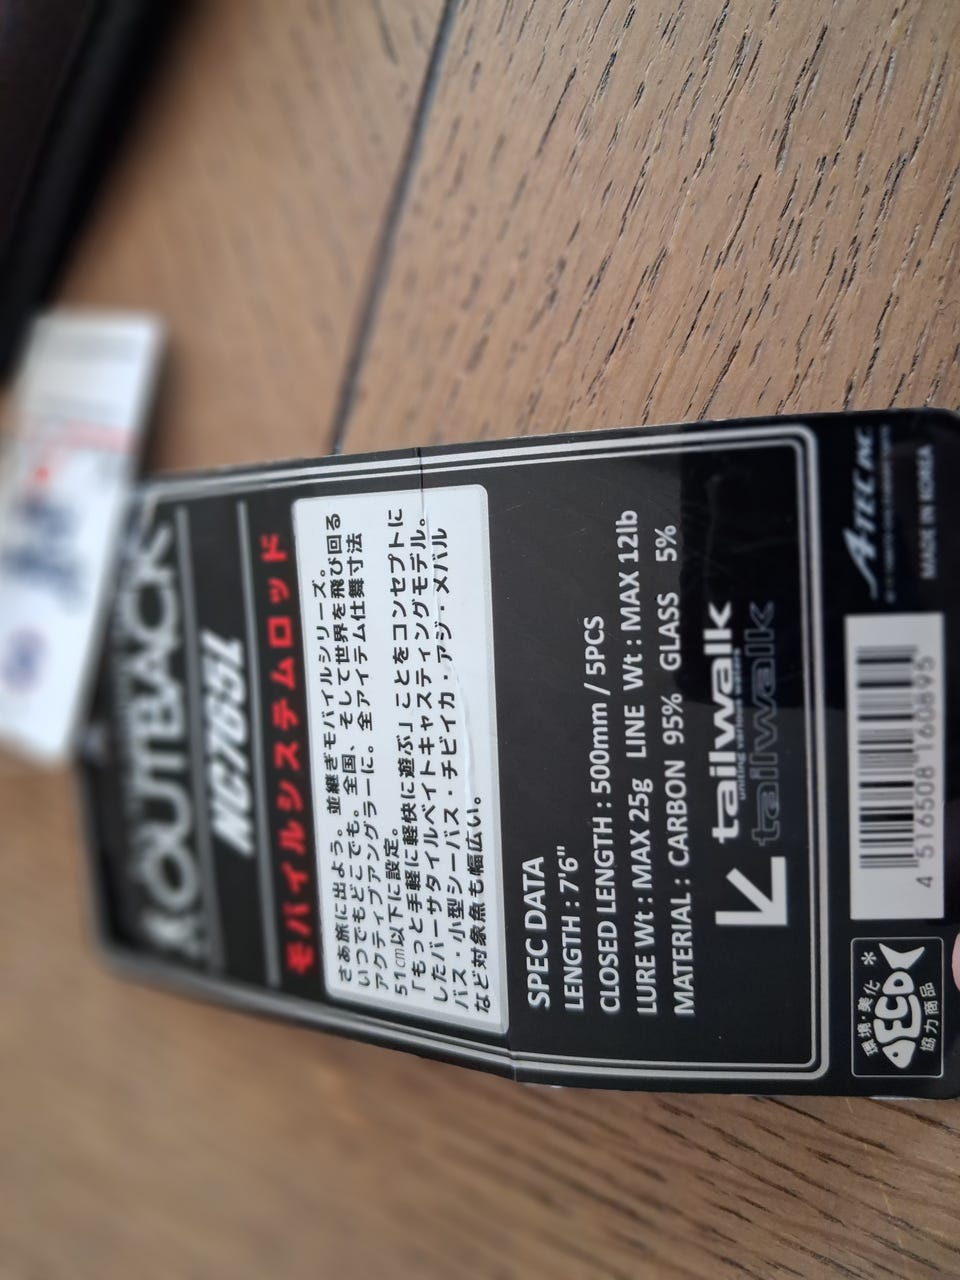 OUTBACK
NC765L
モバイルシステムロッド
さあ旅に出よう。並継ぎモバイルシリーズ。
いつでもどこでも。全国、そして世界を飛び回る
アクティブアングラーに。全アイテム仕舞寸法
51cm以下に設定。
「もっと手軽に軽快に遊ぶ」ことをコンセプトに
したバーサタイルベイトキャスティングモデル。
バス・小型シーバス・チビイカ・アジ・メバル
など対象魚も幅広い。
SPEC DATA
LENGTH : 7'6"
CLOSED LENGTH : 500mm / 5PCS
LURE Wt : MAX 25g LINE Wt : MAX 12lb
MATERIAL : CARBON 95% GLASS 5%
tailwalk
uniting various waters
tailwalk
環境・美化
ECO
協力商品
4 516508 160895
A-TEC INC
MADE IN KOREA